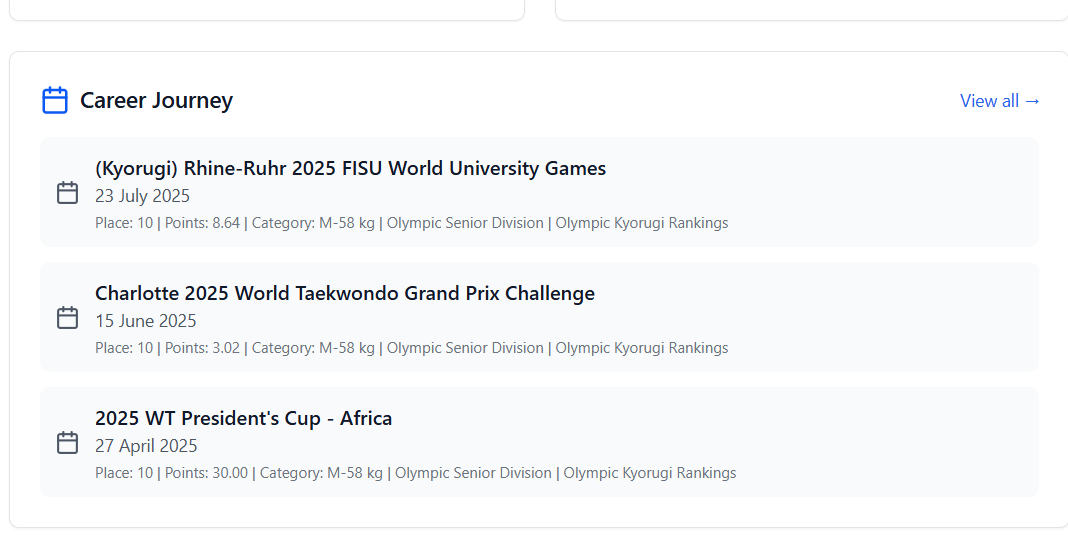 Career Journey
View all →
(Kyorugi) Rhine-Ruhr 2025 FISU World University Games
23 July 2025
Place: 10 | Points: 8.64 | Category: M-58 kg | Olympic Senior Division | Olympic Kyorugi Rankings
Charlotte 2025 World Taekwondo Grand Prix Challenge
15 June 2025
Place: 10 | Points: 3.02 | Category: M-58 kg | Olympic Senior Division | Olympic Kyorugi Rankings
2025 WT President's Cup - Africa
27 April 2025
Place: 10 | Points: 30.00 | Category: M-58 kg | Olympic Senior Division | Olympic Kyorugi Rankings